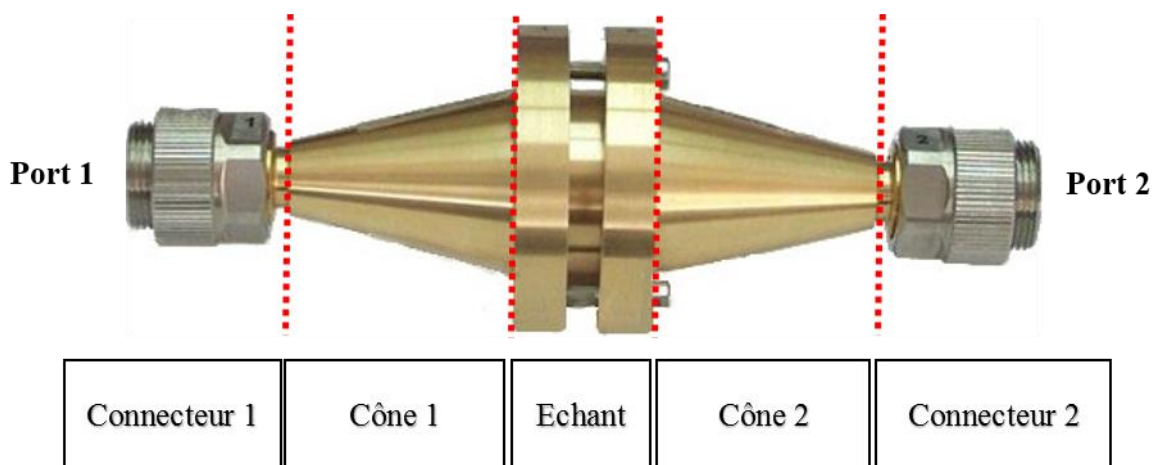 1
2
Port 1
Port 2
Connecteur 1
Cône 1
Echant
Cône 2
Connecteur 2